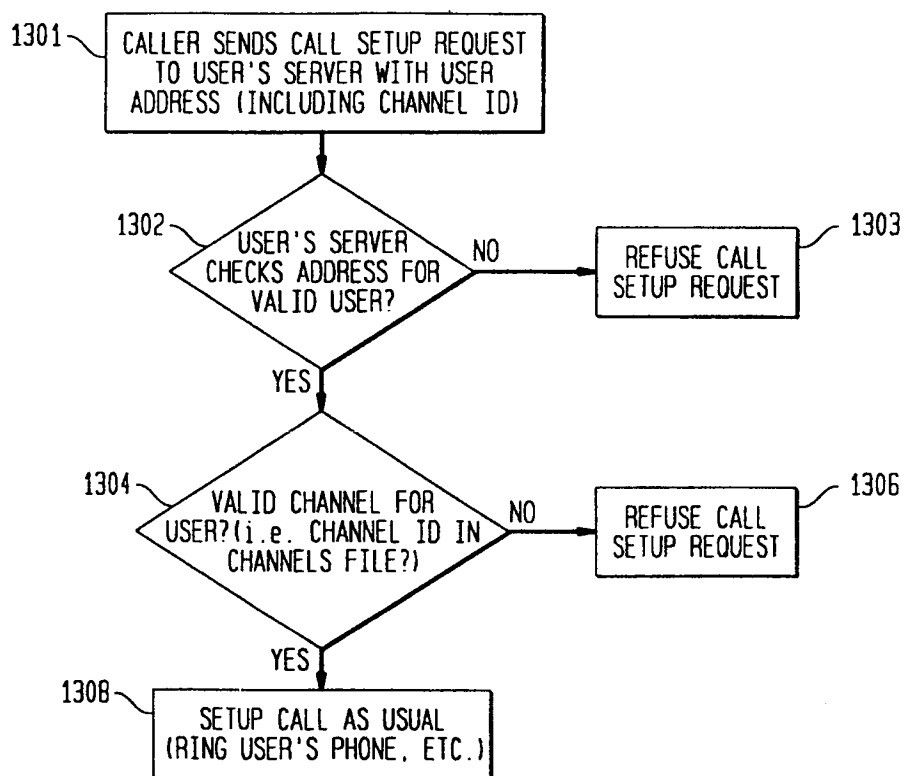 1301
CALLER SENDS CALL SETUP REQUEST
TO USER'S SERVER WITH USER
ADDRESS (INCLUDING CHANNEL ID)
1302
USER'S SERVER
CHECKS ADDRESS FOR
VALID USER?
NO
1303
REFUSE CALL
SETUP REQUEST
YES
1304
VALID CHANNEL FOR
USER?(i.e. CHANNEL ID IN
CHANNELS FILE?)
NO
1306
REFUSE CALL
SETUP REQUEST
YES
1308
SETUP CALL AS USUAL
(RING USER'S PHONE, ETC.)